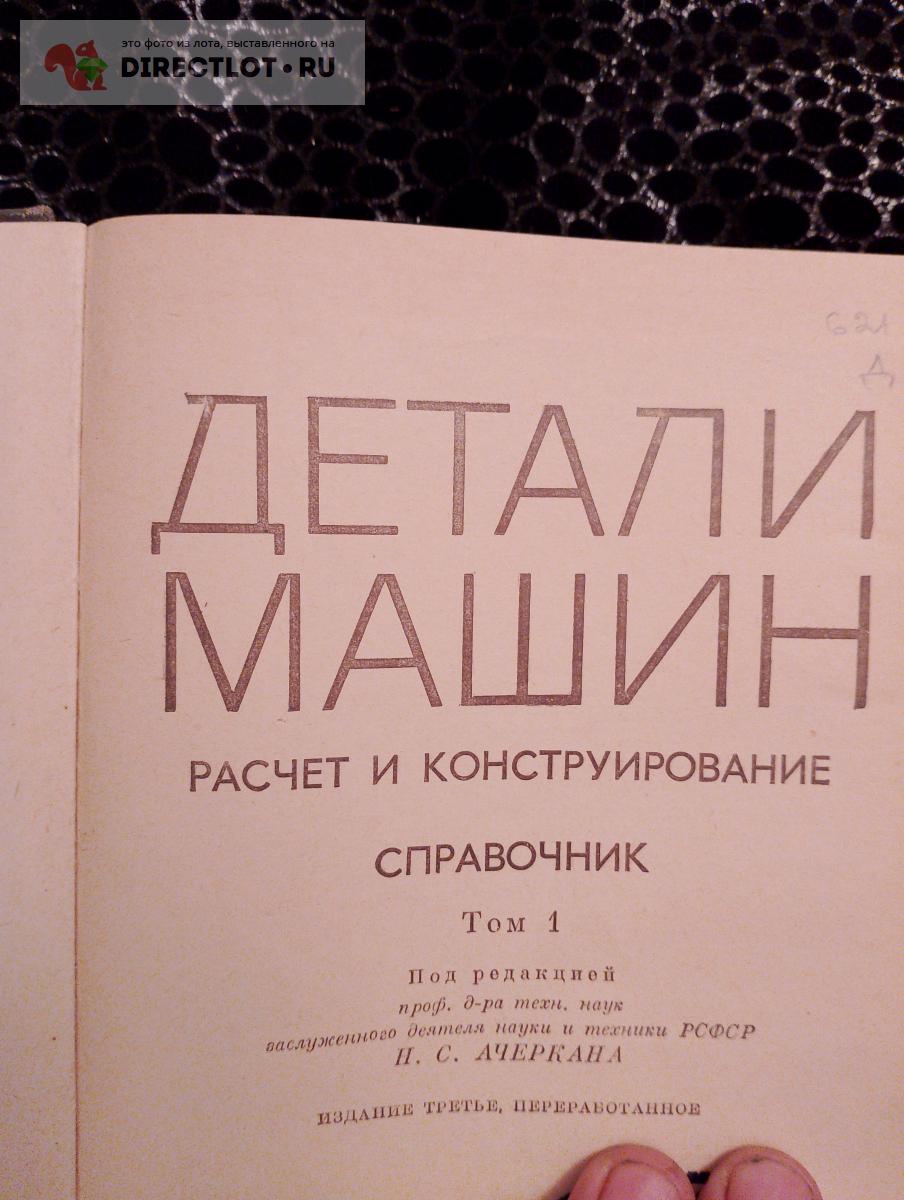 это фото из лота, выставленного на
DIRECTLOT.RU
621
Д
ДЕТАЛИ
МАШИН
РАСЧЕТ И КОНСТРУИРОВАНИЕ
СПРАВОЧНИК
Том 1
Под редакцией
проф. д-ра техн. наук
заслуженного деятеля науки и техники РСФСР
Н. С. АЧЕРКАНА
ИЗДАНИЕ ТРЕТЬЕ, ПЕРЕРАБОТАННОЕ